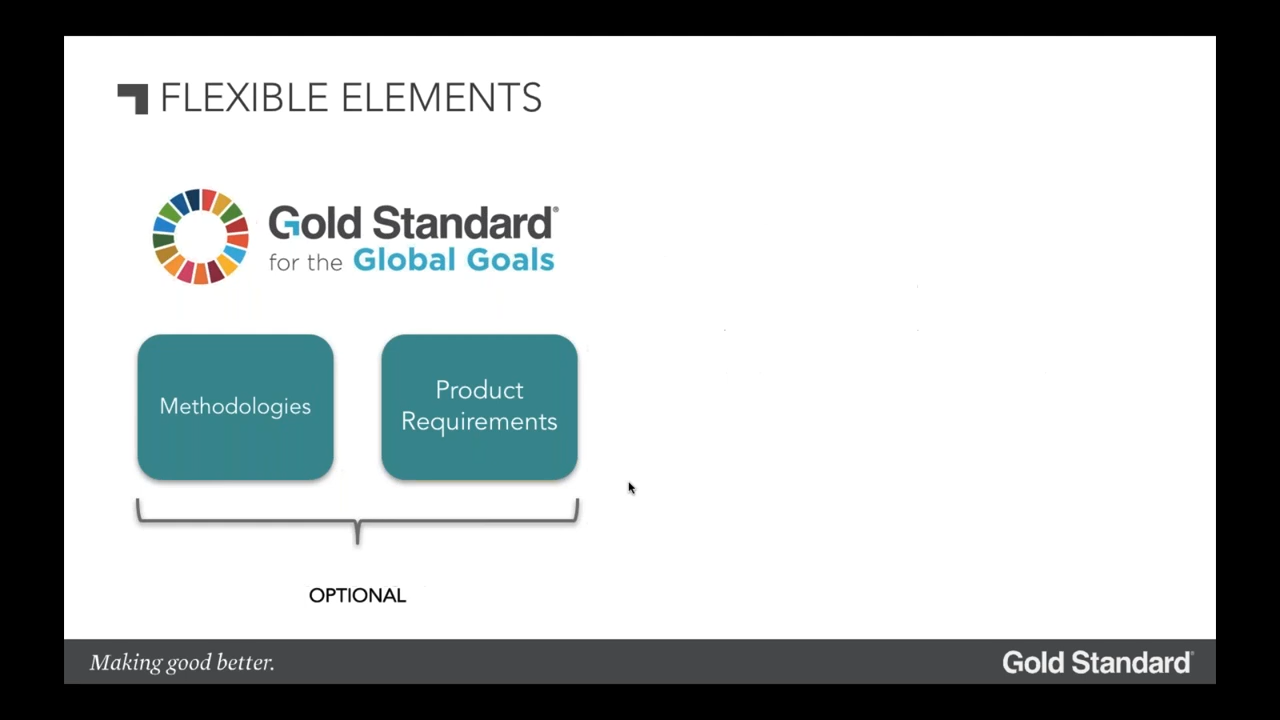 FLEXIBLE ELEMENTS
Gold Standard®
for the Global Goals
Methodologies
Product
Requirements
OPTIONAL
Making good better.
Gold Standard®